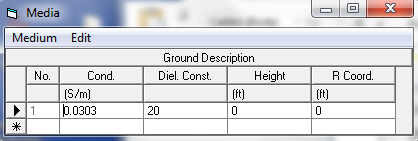 Media
Medium Edit
Ground Description
No. Cond. Diel. Const. Height R Coord.
(S/m) (ft) (ft)
1 0.0303 20 0 0